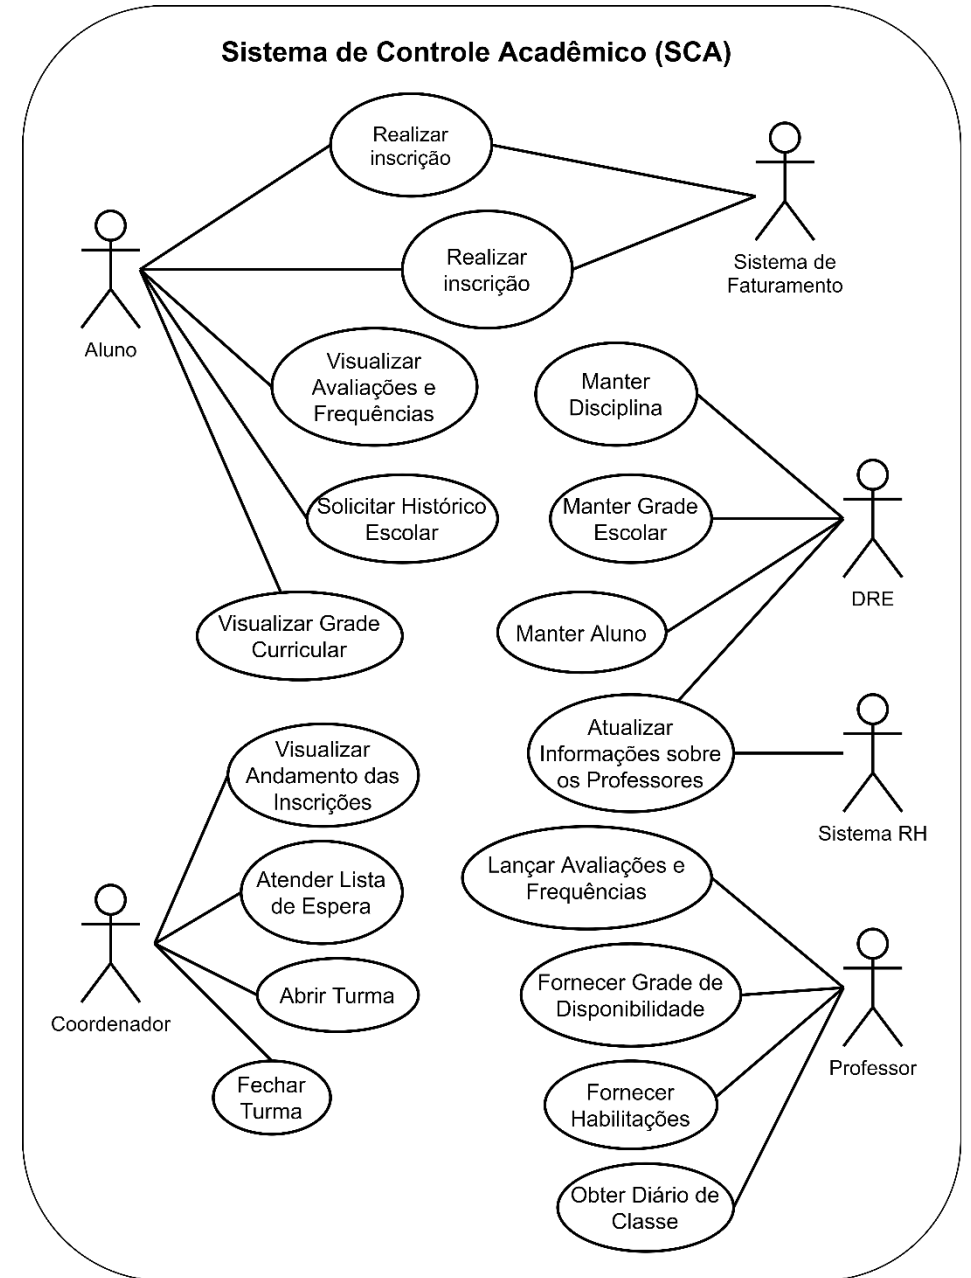 Sistema de Controle Acadêmico (SCA)
Realizar
inscrição
Realizar
inscrição
Sistema de
Faturamento
Aluno
Visualizar
Avaliações e
Frequências
Manter
Disciplina
Solicitar Histórico
Escolar
Manter Grade
Escolar
DRE
Visualizar Grade
Curricular
Manter Aluno
Atualizar
Informações sobre
os Professores
Sistema RH
Visualizar
Andamento das
Inscrições
Atender Lista
de Espera
Lançar Avaliações e
Frequências
Abrir Turma
Coordenador
Fornecer Grade de
Disponibilidade
Professor
Fechar
Turma
Fornecer
Habilitações
Obter Diário de
Classe